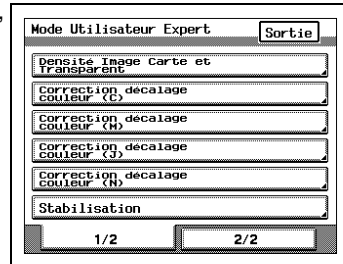 ,
Mode Utilisateur Expert
Sortie
Densité Image Carte et
Transparent
Correction décalage
couleur (C)
Correction décalage
couleur (M)
Correction décalage
couleur (J)
Correction décalage
couleur (N)
Stabilisation
1/2
2/2